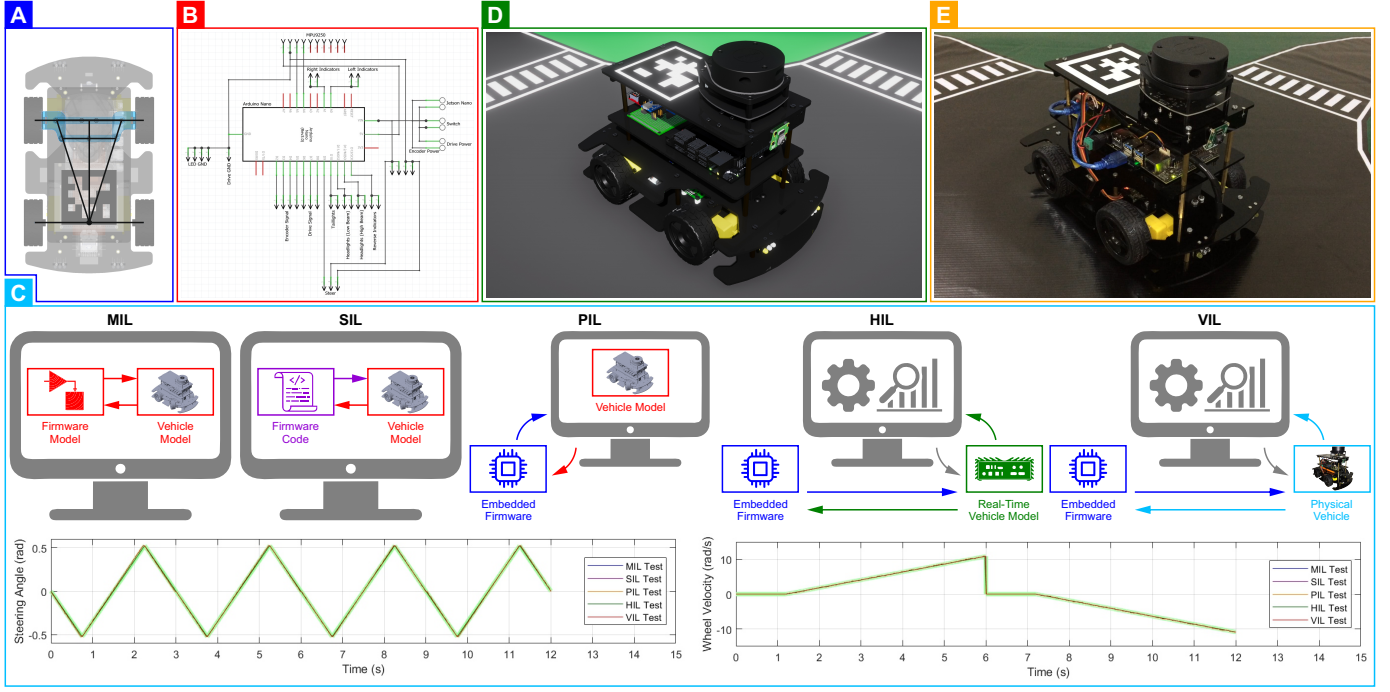 A
B
D
E
MPU9250
Right Indicators
Left Indicators
Arduino Nano
Jetson Nano
Switch
Drive Power
Encoder Power
LED GND
Drive GND
Encoder Signal
Drive Signal
Taillights
Headlights (Low Beam)
Headlights (High Beam)
Reverse Indicators
Steer
C
MIL
SIL
PIL
HIL
VIL
Firmware
Model
Vehicle
Model
</>
Firmware
Code
Vehicle
Model
Vehicle Model
Embedded
Firmware
Embedded
Firmware
Real-Time
Vehicle Model
Embedded
Firmware
Physical
Vehicle
Steering Angle (rad)
0.5
0
-0.5
MIL Test
SIL Test
PIL Test
HIL Test
VIL Test
0 1 2 3 4 5 6 7 8 9 10 11 12 13 14 15
Time (s)
Wheel Velocity (rad/s)
10
0
-10
MIL Test
SIL Test
PIL Test
HIL Test
VIL Test
0 1 2 3 4 5 6 7 8 9 10 11 12 13 14 15
Time (s)